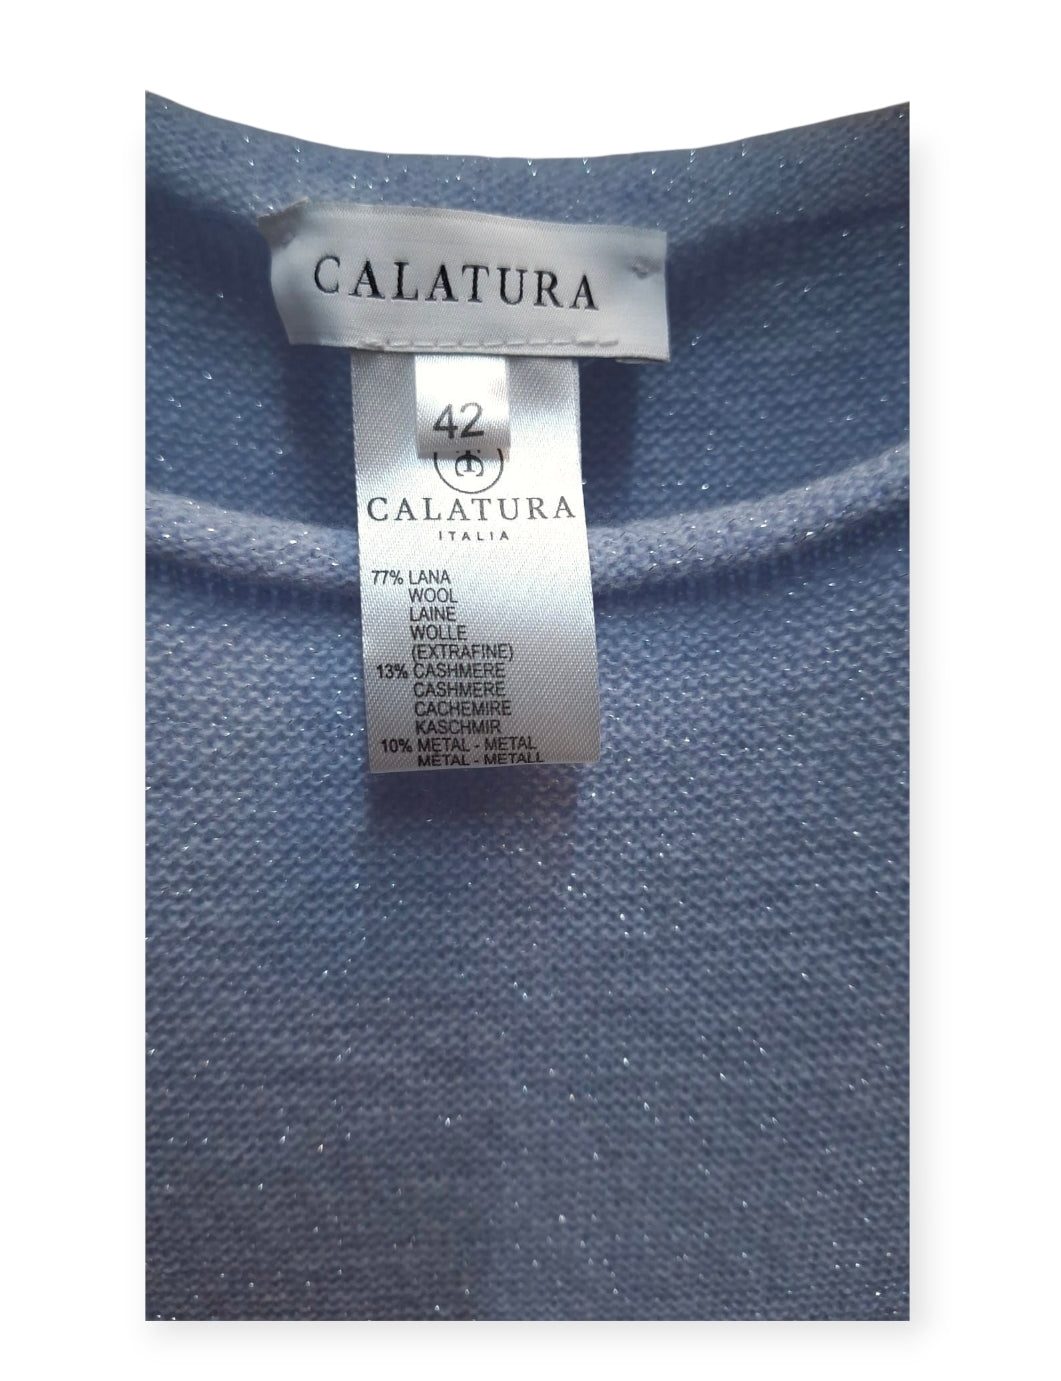 CALATURA
42
CALATURA
ITALIA
77% LANA
WOOL
LAINE
WOLLE
(EXTRAFINE)
13% CASHMERE
CASHMERE
CACHEMIRE
KASCHMIR
10% METAL - METAL
MÉTAL - METALL